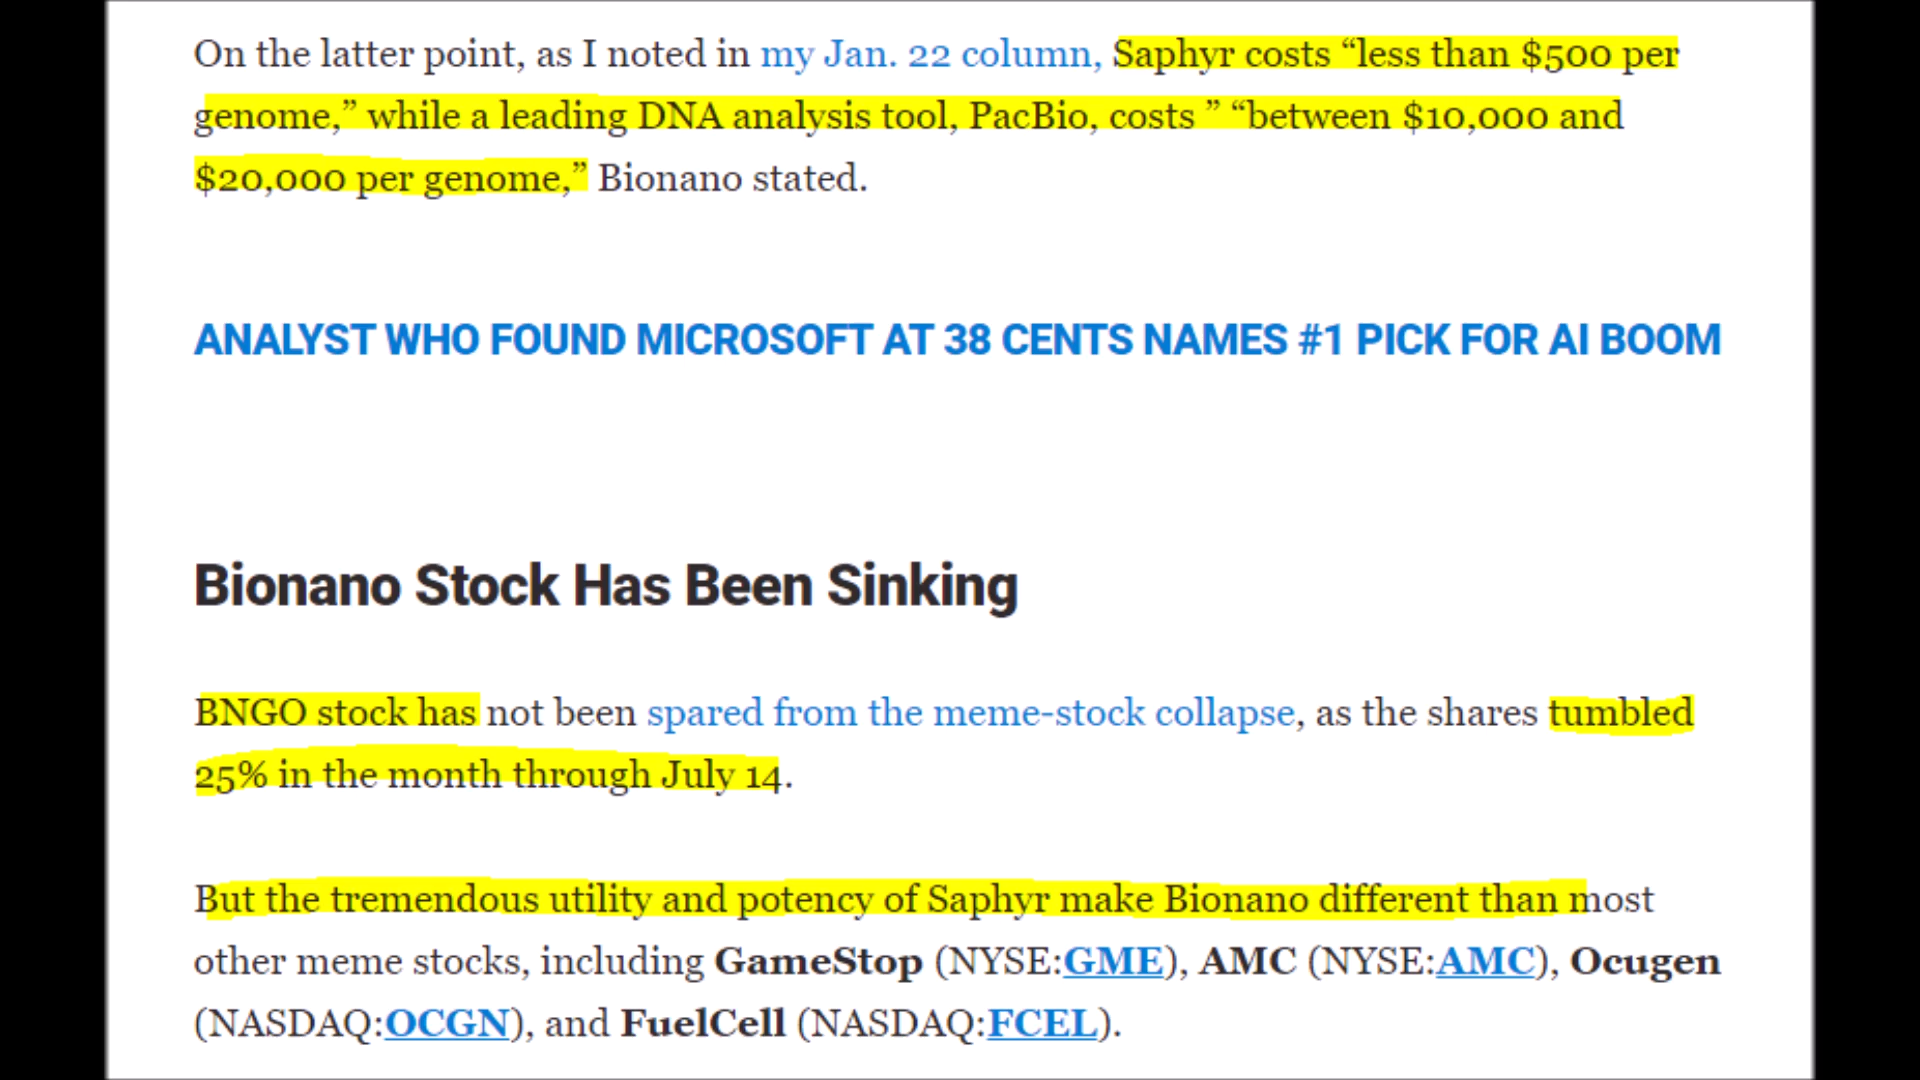 On the latter point, as I noted in my Jan. 22 column, Saphyr costs “less than $500 per
genome,” while a leading DNA analysis tool, PacBio, costs ” “between $10,000 and
$20,000 per genome,” Bionano stated.
ANALYST WHO FOUND MICROSOFT AT 38 CENTS NAMES #1 PICK FOR AI BOOM
Bionano Stock Has Been Sinking
BNGO stock has not been spared from the meme-stock collapse, as the shares tumbled
25% in the month through July 14.
But the tremendous utility and potency of Saphyr make Bionano different than most
other meme stocks, including GameStop (NYSE:GME), AMC (NYSE:AMC), Ocugen
(NASDAQ:OCGN), and FuelCell (NASDAQ:FCEL).